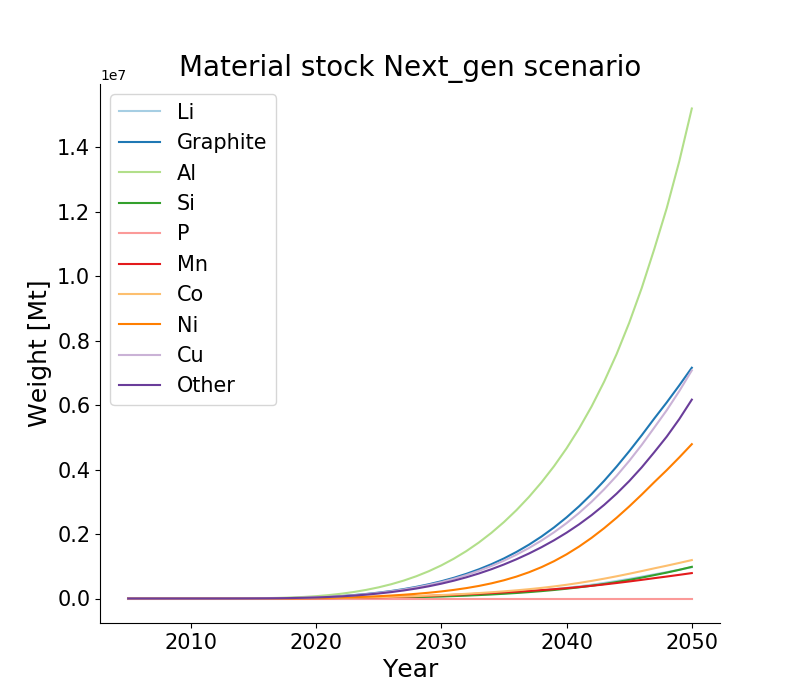 Material stock Next_gen scenario
1e7
Li
Graphite
Al
Si
P
Mn
Co
Ni
Cu
Other
Weight [Mt]
1.4
1.2
1.0
0.8
0.6
0.4
0.2
0.0
2010 2020 2030 2040 2050
Year